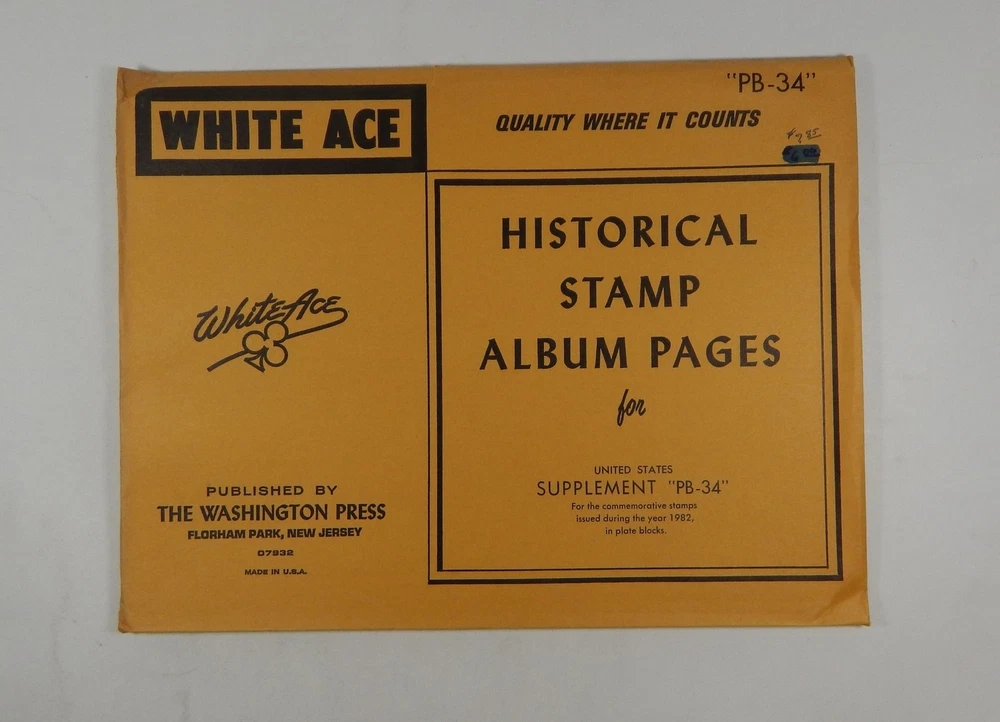 "PB-34"
WHITE ACE
QUALITY WHERE IT COUNTS
HISTORICAL
STAMP
ALBUM PAGES
for
UNITED STATES
SUPPLEMENT "PB-34"
For the commemorative stamps
issued during the year 1982,
in plate blocks.
White Ace
PUBLISHED BY
THE WASHINGTON PRESS
FLORHAM PARK, NEW JERSEY
07932
MADE IN U.S.A.